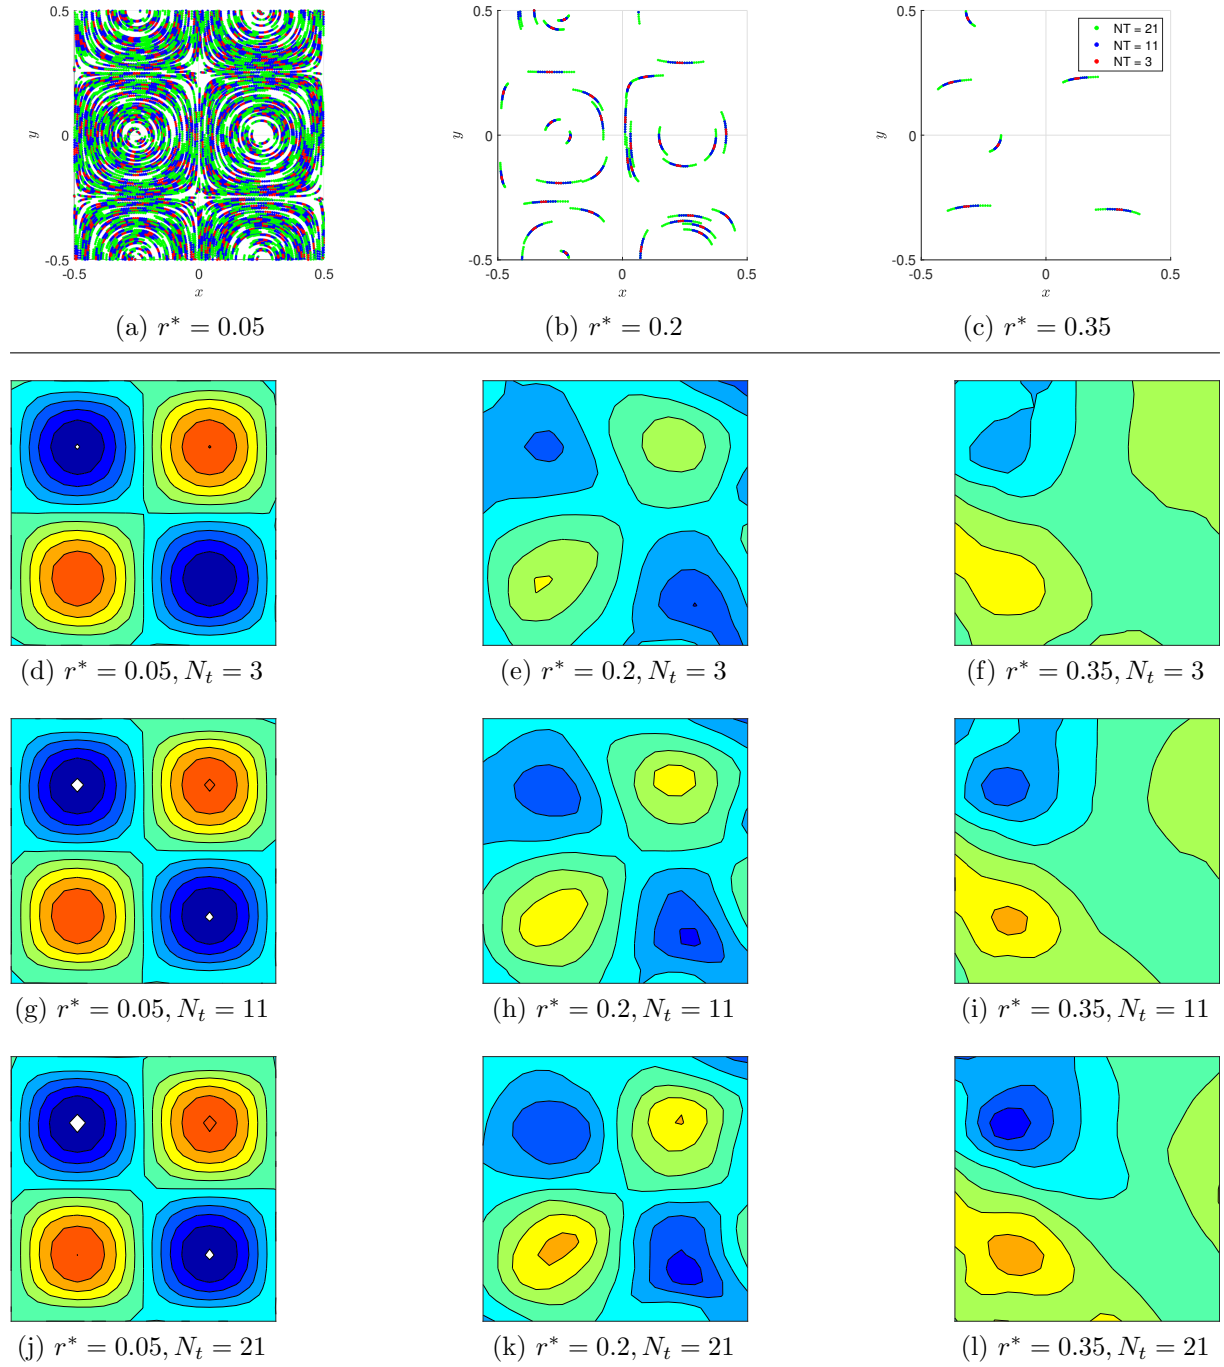 0.5
y
0
-0.5
-0.5
0
0.5
x
(a) r* = 0.05
0.5
y
0
-0.5
-0.5
0
0.5
x
(b) r* = 0.2
0.5
y
0
-0.5
-0.5
0
0.5
x
NT = 21
NT = 11
NT = 3
(c) r* = 0.35
(d) r* = 0.05, N_t = 3
(e) r* = 0.2, N_t = 3
(f) r* = 0.35, N_t = 3
(g) r* = 0.05, N_t = 11
(h) r* = 0.2, N_t = 11
(i) r* = 0.35, N_t = 11
(j) r* = 0.05, N_t = 21
(k) r* = 0.2, N_t = 21
(l) r* = 0.35, N_t = 21